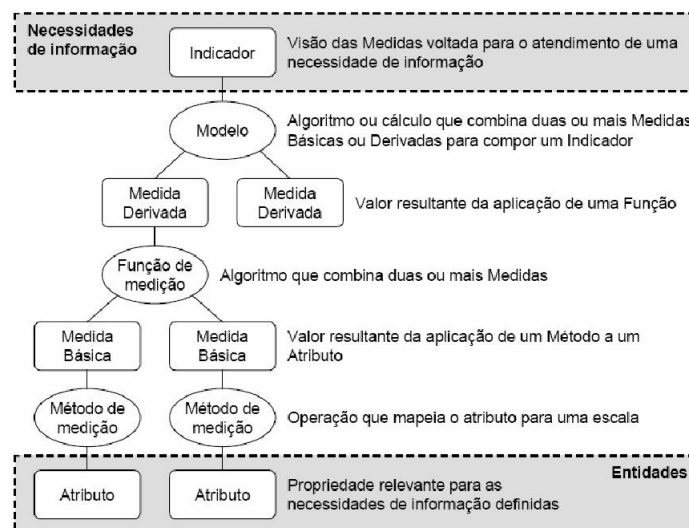 Necessidades
de informação
Indicador
Visão das Medidas voltada para o atendimento de uma
necessidade de informação
Modelo
Algoritmo ou cálculo que combina duas ou mais Medidas
Básicas ou Derivadas para compor um Indicador
Medida
Derivada
Medida
Derivada
Valor resultante da aplicação de uma Função
Função de
medição
Algoritmo que combina duas ou mais Medidas
Medida
Básica
Medida
Básica
Valor resultante da aplicação de um Método a um
Atributo
Método de
medição
Método de
medição
Operação que mapeia o atributo para uma escala
Entidades
Atributo
Atributo
Propriedade relevante para as
necessidades de informação definidas